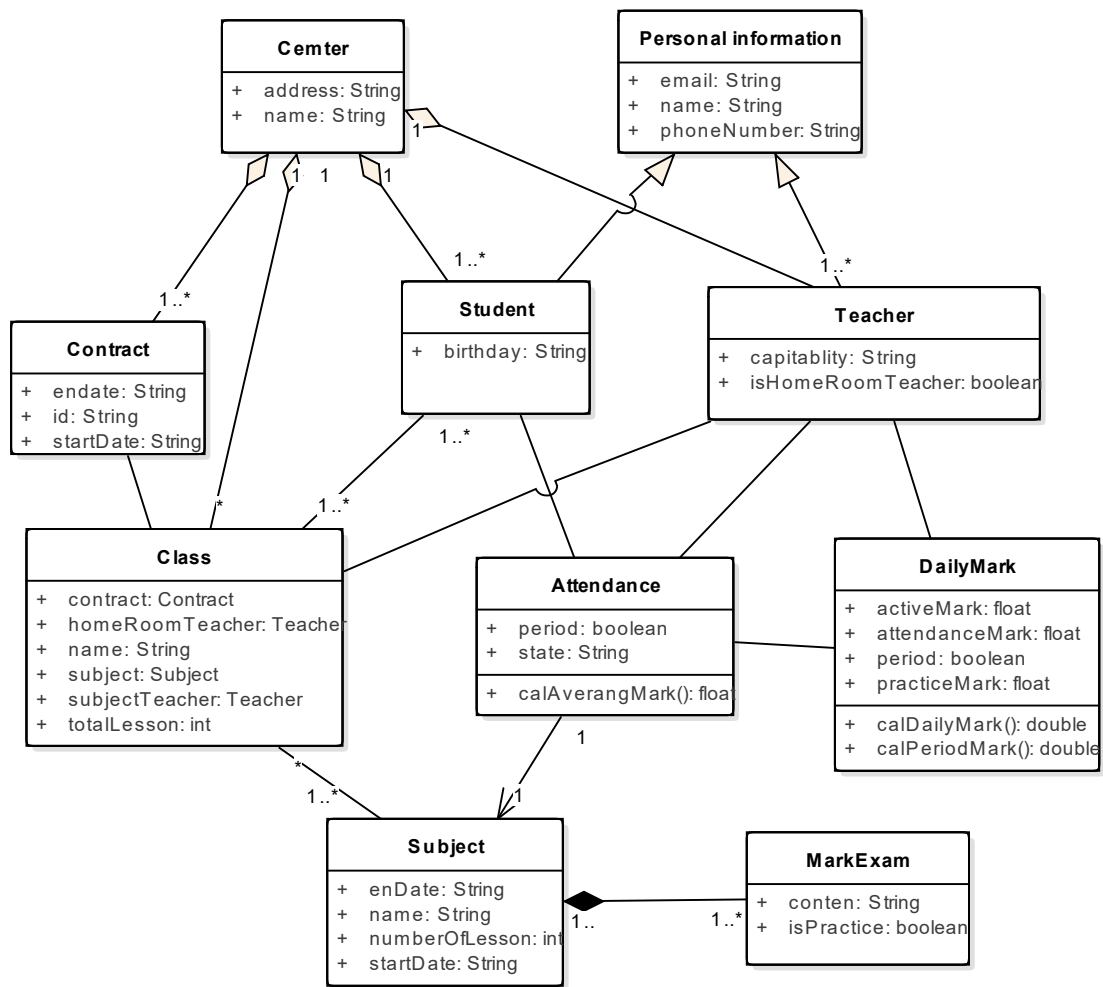 Cemter
+ address: String
+ name: String
Personal information
+ email: String
+ name: String
+ phoneNumber: String
1
1
1
1
1..*
1..*
1..*
Contract
+ endate: String
+ id: String
+ startDate: String
Student
+ birthday: String
Teacher
+ capitablity: String
+ isHomeRoomTeacher: boolean
1..*
1..*
*
Class
+ contract: Contract
+ homeRoomTeacher: Teacher
+ name: String
+ subject: Subject
+ subjectTeacher: Teacher
+ totalLesson: int
Attendance
+ period: boolean
+ state: String
+ calAverangMark(): float
DailyMark
+ activeMark: float
+ attendanceMark: float
+ period: boolean
+ practiceMark: float
+ calDailyMark(): double
+ calPeriodMark(): double
*
1..*
1
1
Subject
+ enDate: String
+ name: String
+ numberOfLesson: int
+ startDate: String
1..
1..*
MarkExam
+ conten: String
+ isPractice: boolean